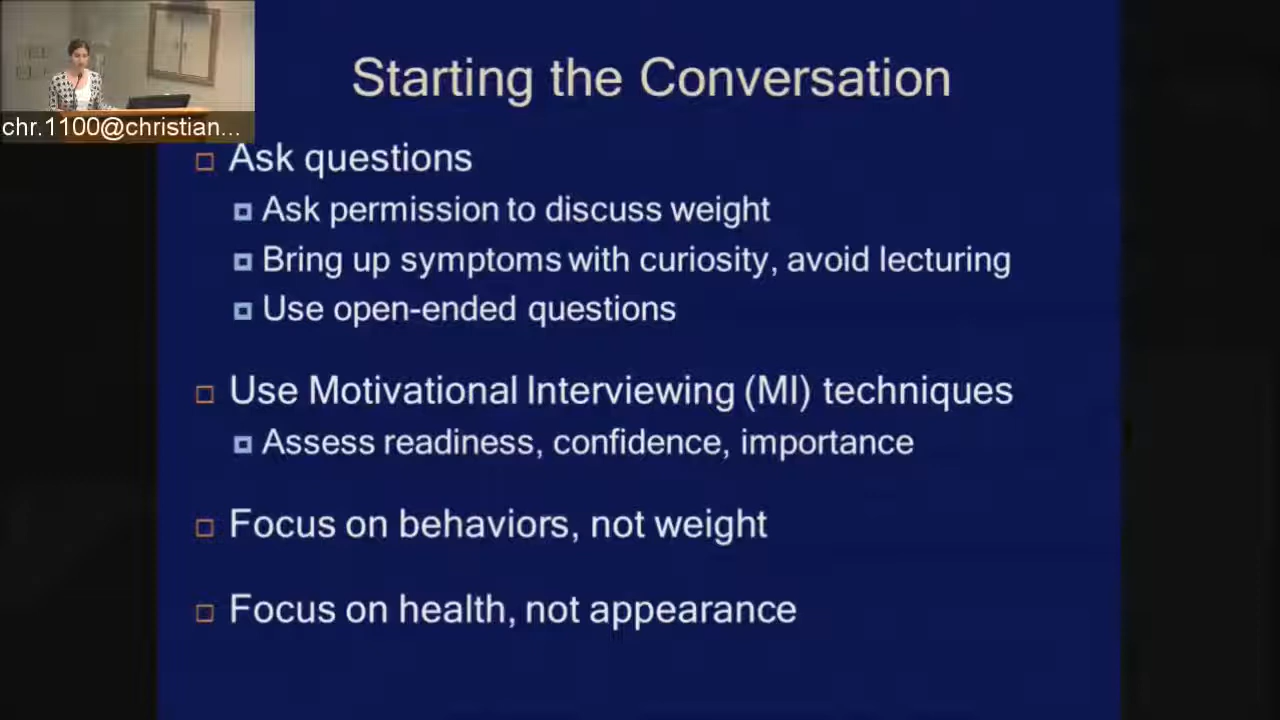 Starting the Conversation
chr.1100@christian...
Ask questions
Ask permission to discuss weight
Bring up symptoms with curiosity, avoid lecturing
Use open-ended questions
Use Motivational Interviewing (MI) techniques
Assess readiness, confidence, importance
Focus on behaviors, not weight
Focus on health, not appearance